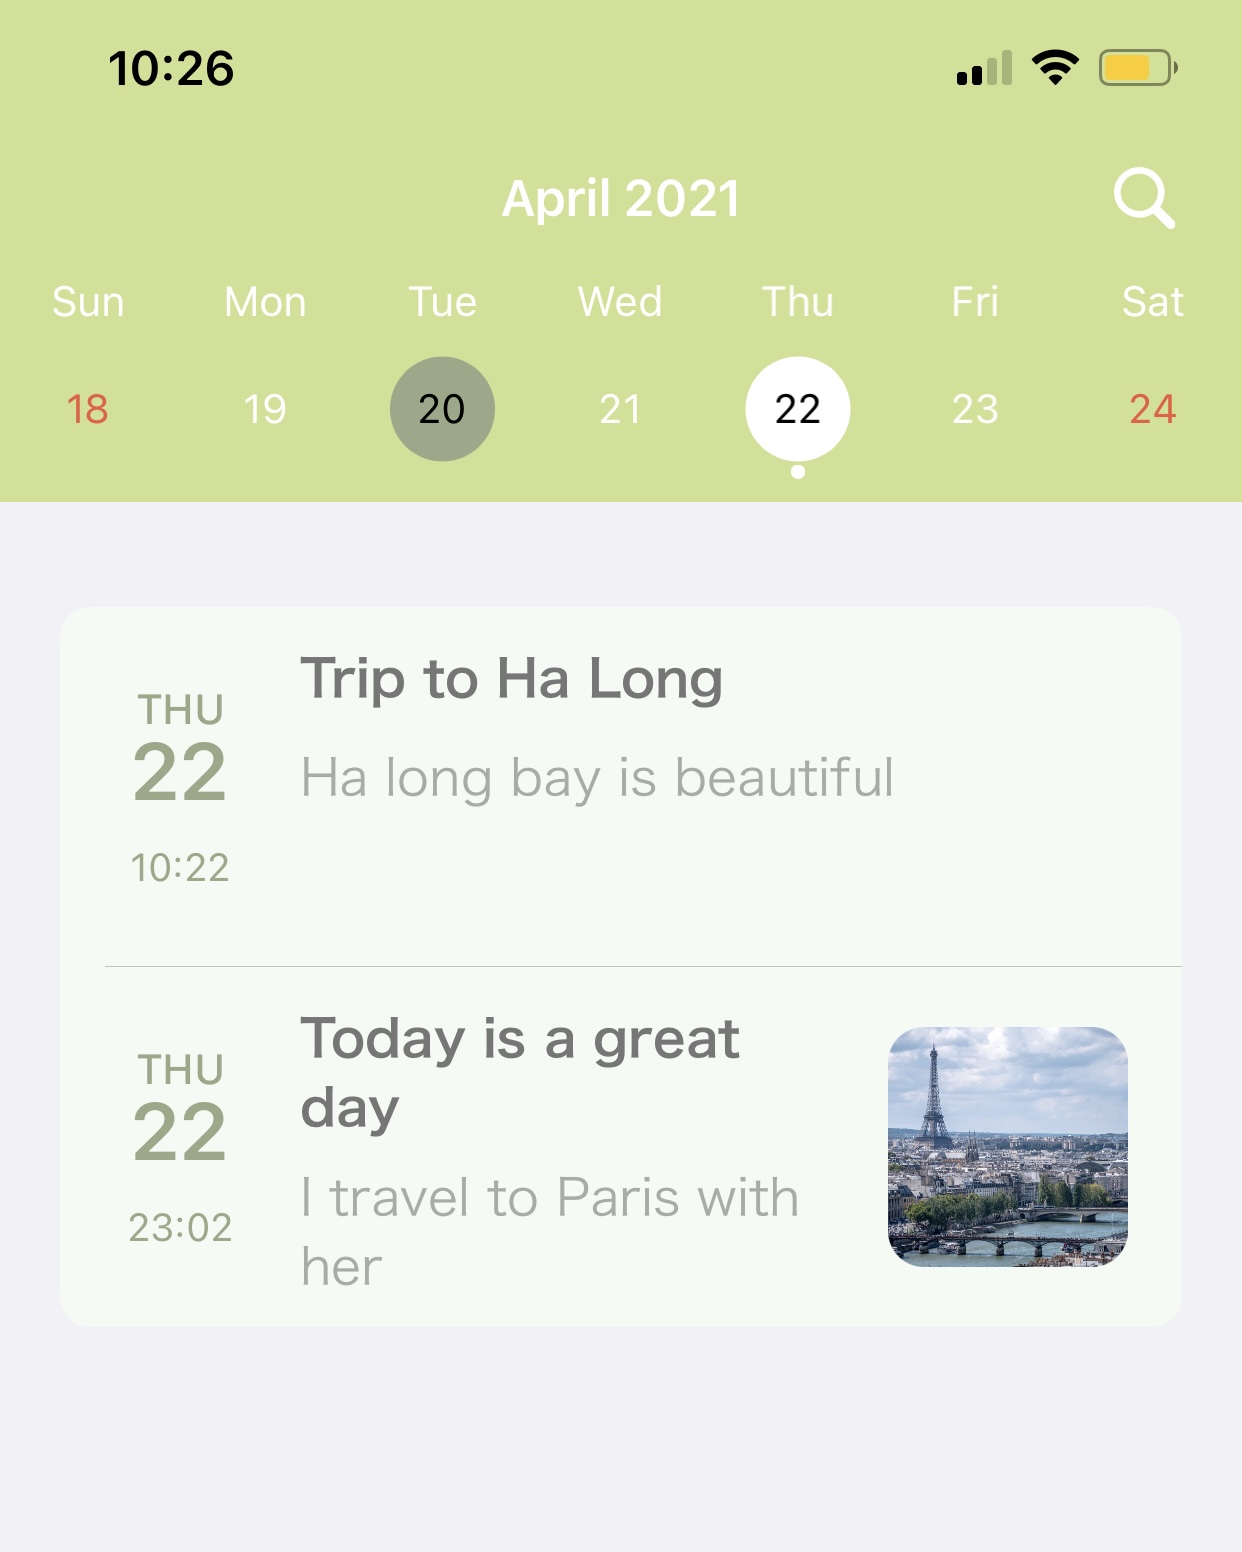 10:26
April 2021
Sun Mon Tue Wed Thu Fri Sat
18 19 20 21 22 23 24
THU
22
10:22
Trip to Ha Long
Ha long bay is beautiful
THU
22
23:02
Today is a great
day
I travel to Paris with
her